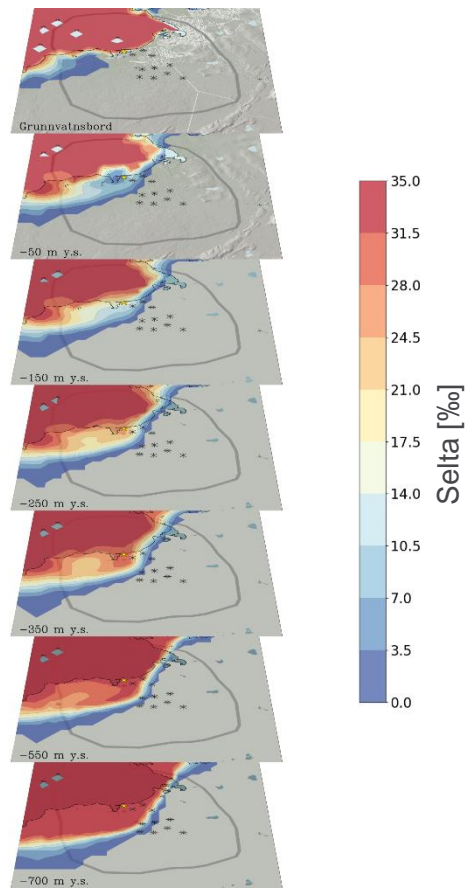 Grunnvatnsborð
-50 m y.s.
-150 m y.s.
-250 m y.s.
-350 m y.s.
-550 m y.s.
-700 m y.s.
35.0
31.5
28.0
24.5
21.0
17.5
14.0
10.5
7.0
3.5
0.0
Selta [‰]